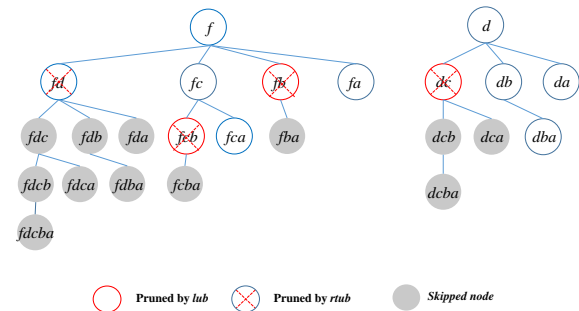 f d
fd fc fb fa dc db da
fdc fdb fda fcb fca fba dcb dca dba
fdcb fdca fdba fcba dcba
fdcba
Pruned by lub Pruned by rtub Skipped node